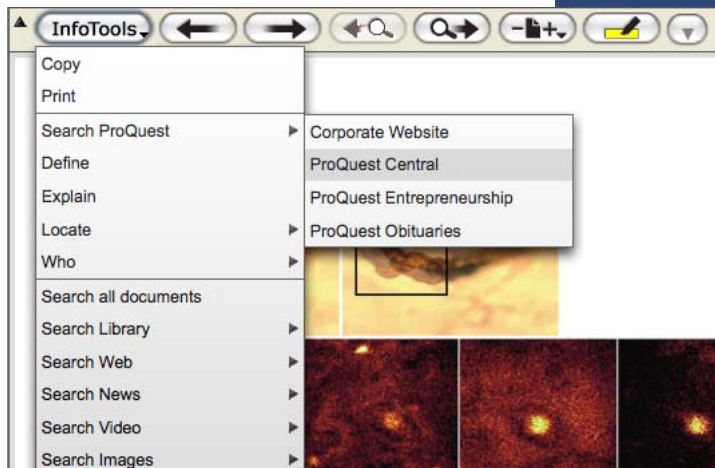 InfoTools
Copy
Print
Search ProQuest
Define
Explain
Locate
Who
Search all documents
Search Library
Search Web
Search News
Search Video
Search Images
Corporate Website
ProQuest Central
ProQuest Entrepreneurship
ProQuest Obituaries